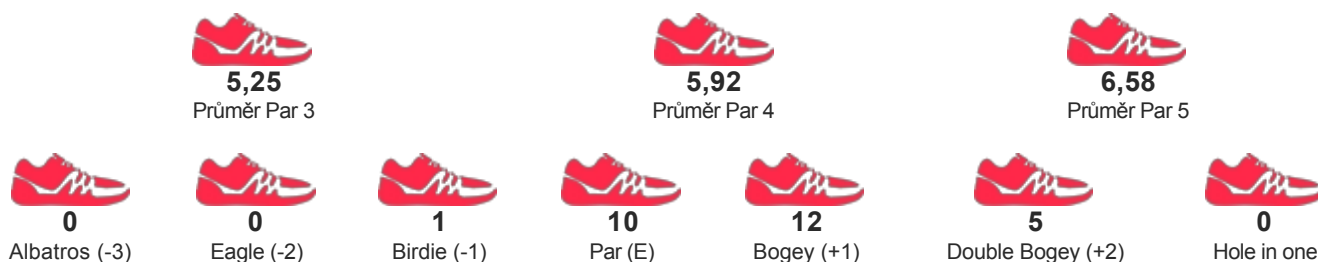 5,25 5,92 6,58
Průměr Par 3 Průměr Par 4 Průměr Par 5
0 0 1 10 12 5 0
Albatros (-3) Eagle (-2) Birdie (-1) Par (E) Bogey (+1) Double Bogey (+2) Hole in one